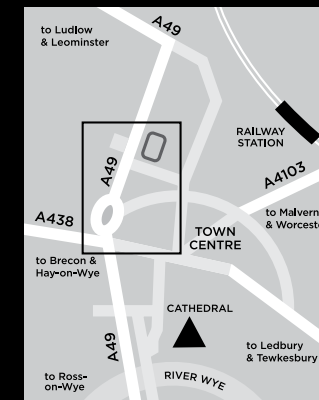 to Ludlow
& Leominster
A49
RAILWAY
STATION
A49
A4103
A438
to Malvern
& Worcest
TOWN
CENTRE
to Brecon &
Hay-on-Wye
CATHEDRAL
A49
to Ledbury
& Tewkesbury
to Ross-
on-Wye
RIVER WYE